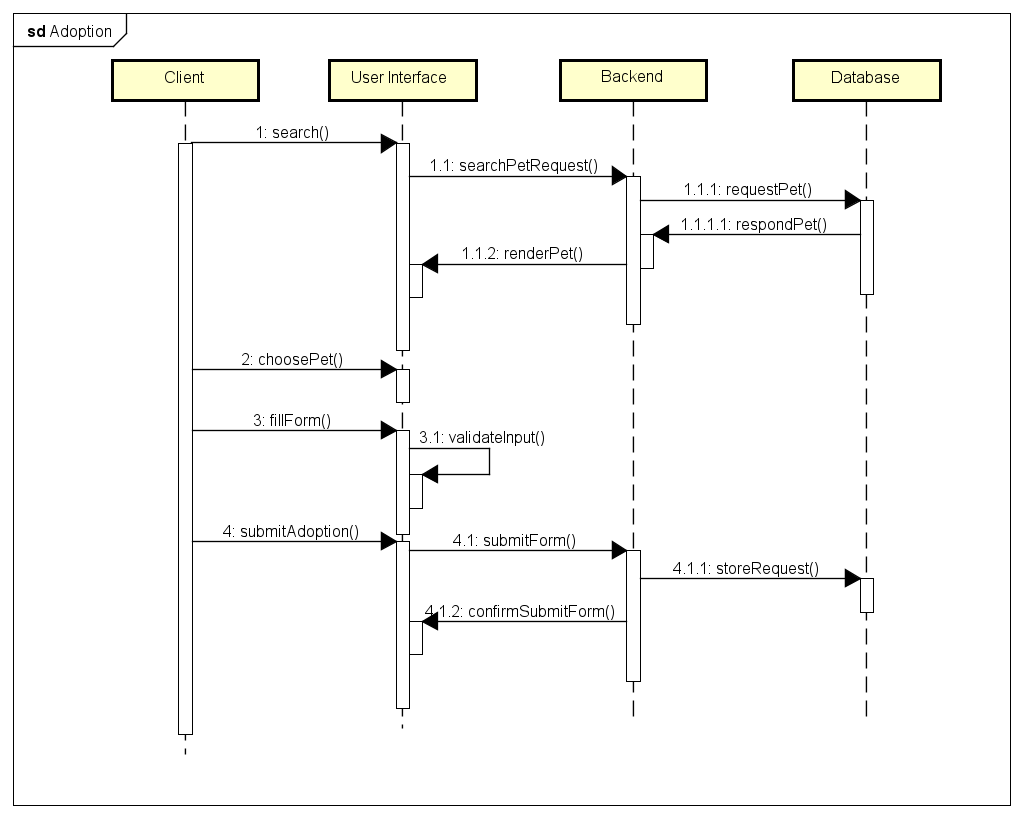 sd Adoption
Client
User Interface
Backend
Database
1: search()
1.1: searchPetRequest()
1.1.1: requestPet()
1.1.1.1: respondPet()
1.1.2: renderPet()
2: choosePet()
3: fillForm()
3.1: validateInput()
4: submitAdoption()
4.1: submitForm()
4.1.1: storeRequest()
4.1.2: confirmSubmitForm()